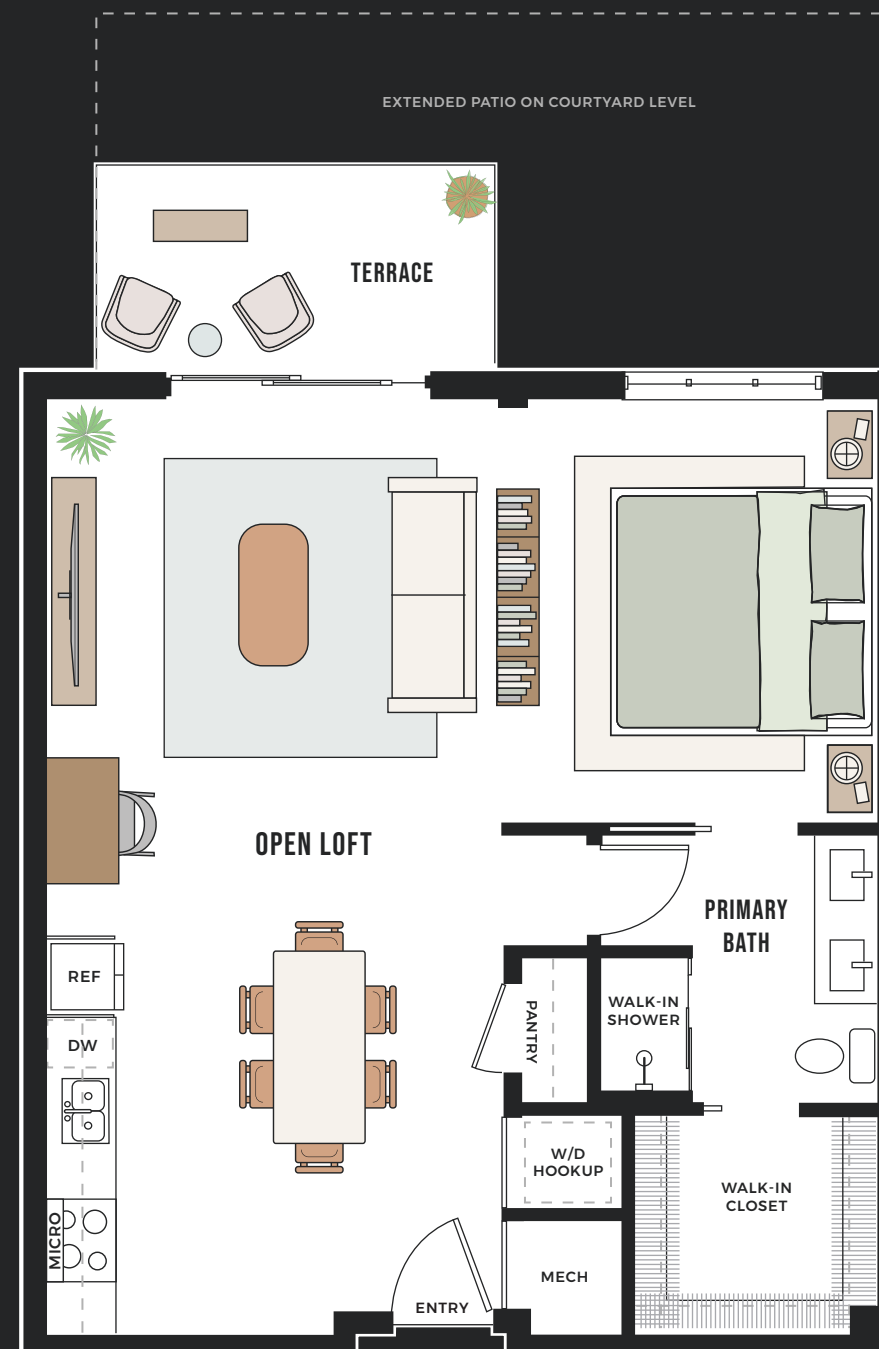 EXTENDED PATIO ON COURTYARD LEVEL
TERRACE
OPEN LOFT
PRIMARY
BATH
REF
WALK-IN
SHOWER
PANTRY
DW
W/D
HOOKUP
WALK-IN
CLOSET
MICRO
MECH
ENTRY